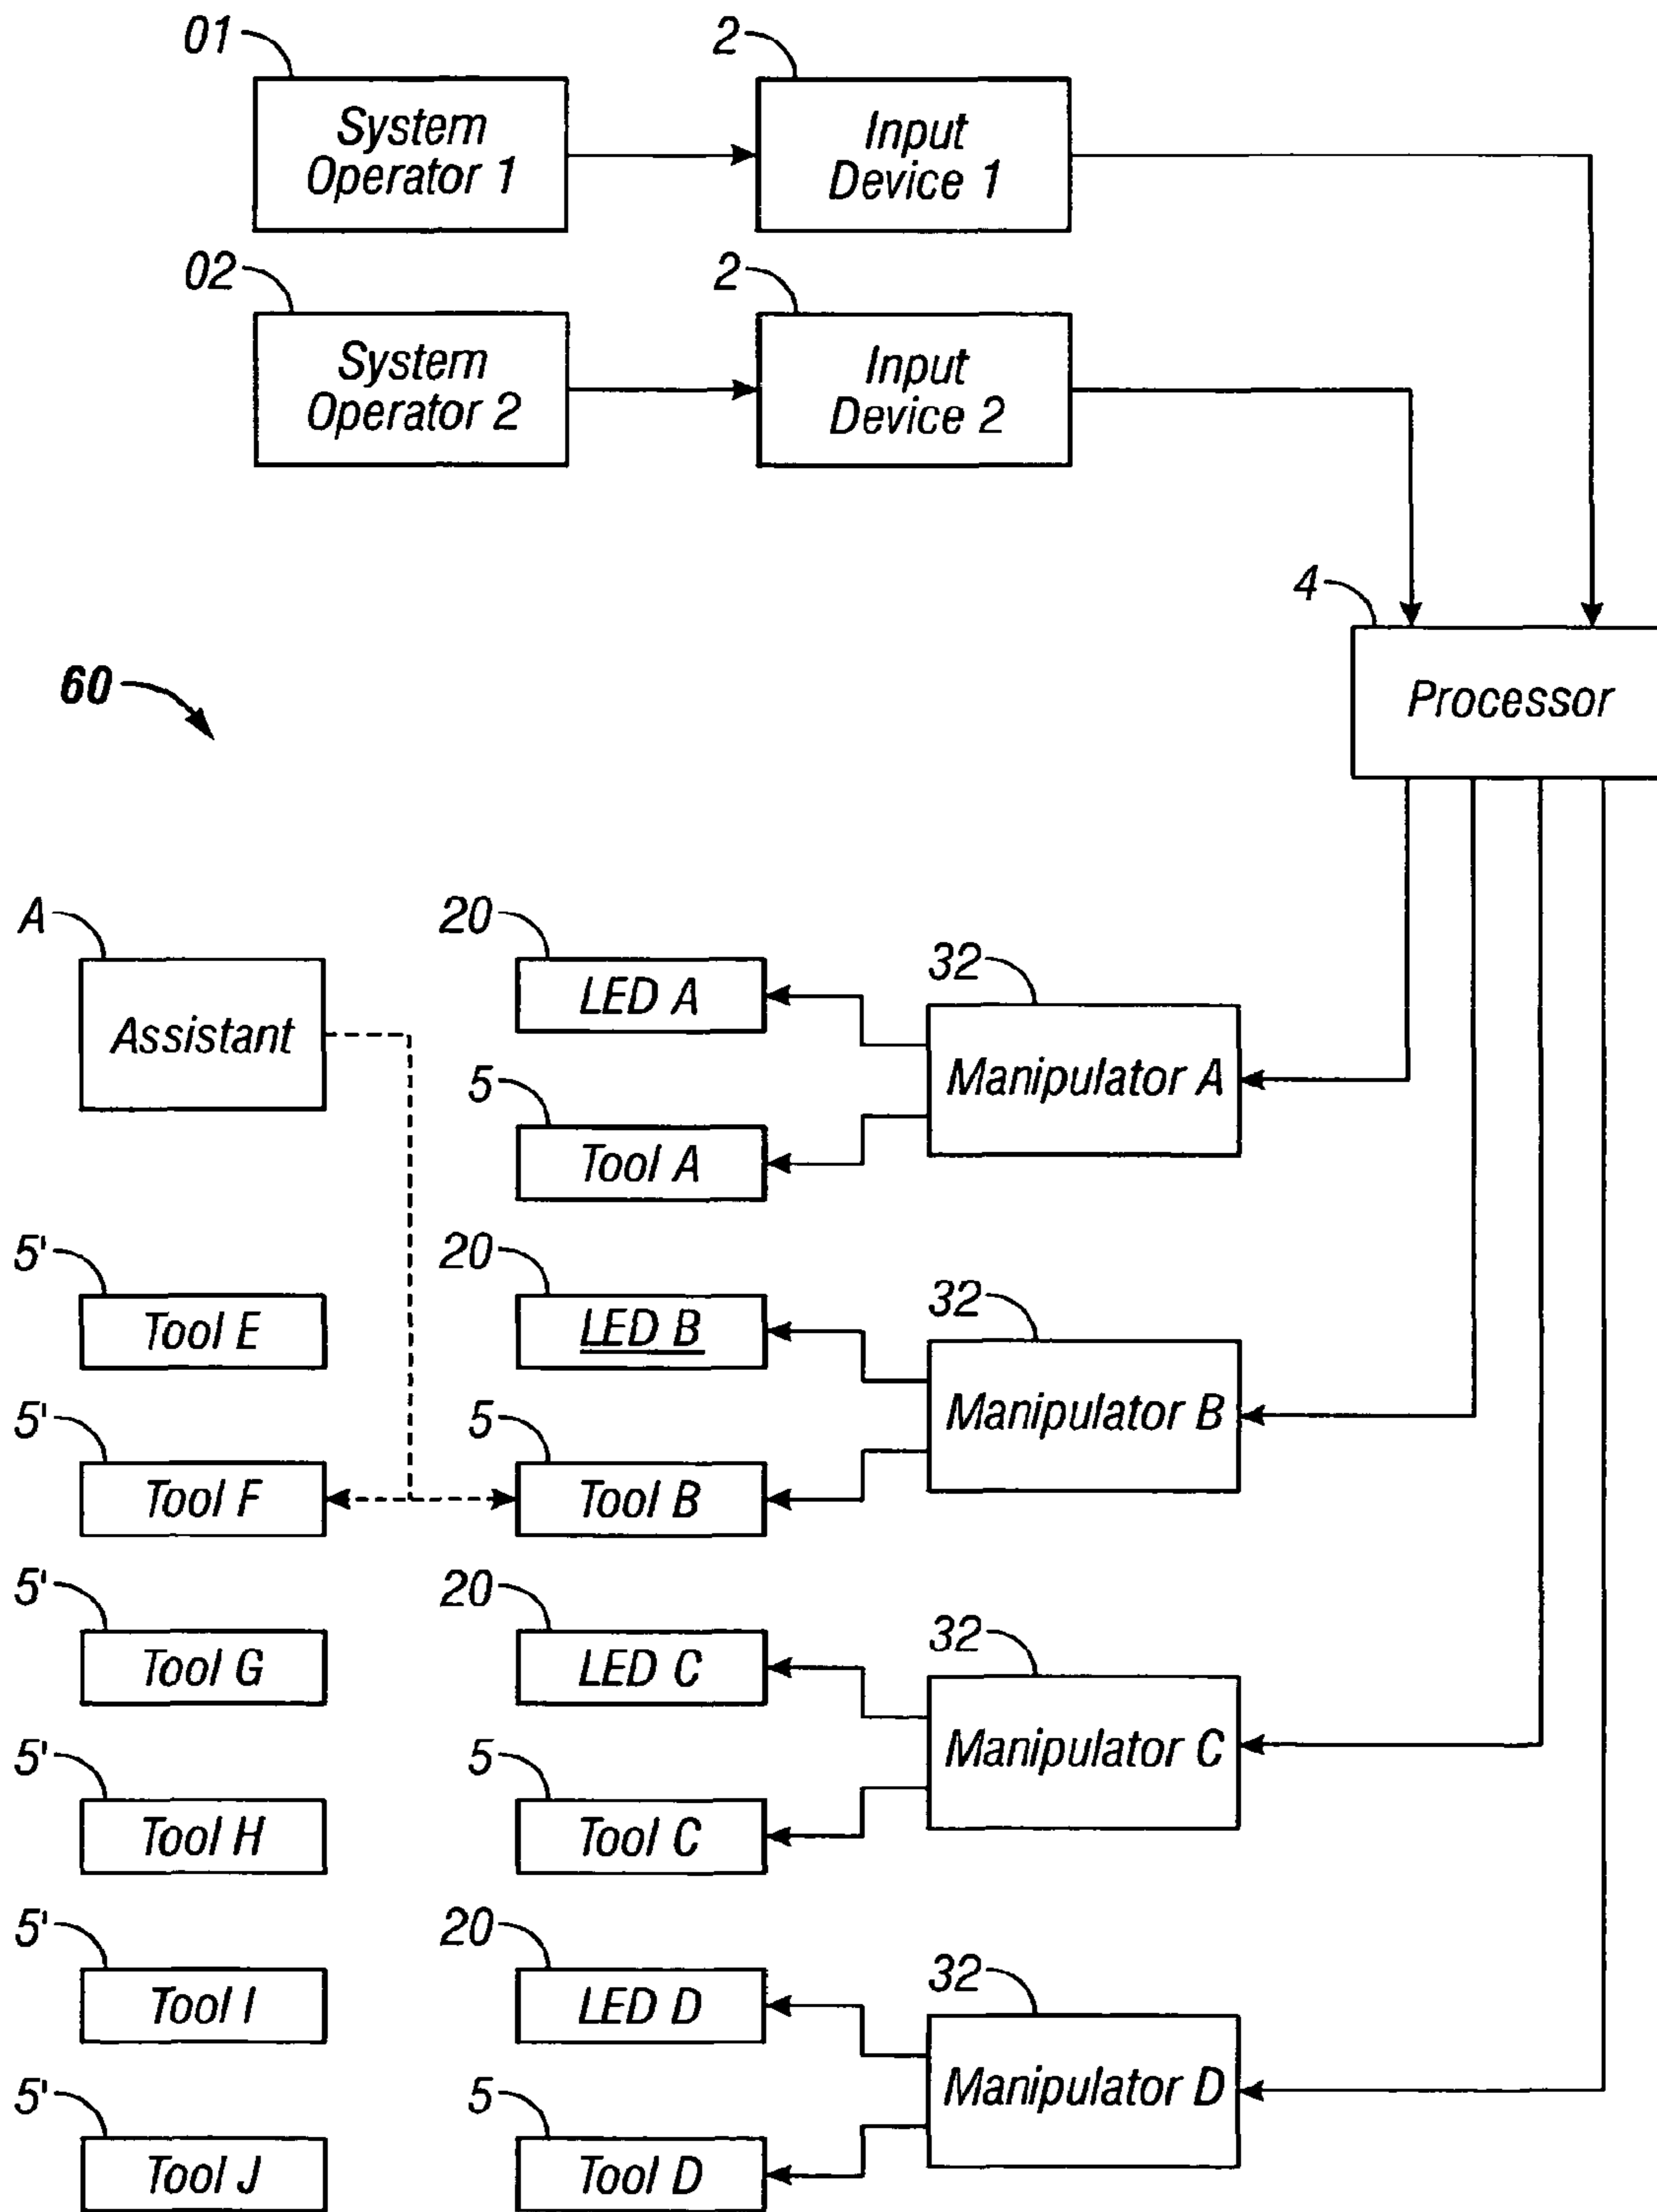 01
2
System
Operator 1
Input
Device 1
02
2
System
Operator 2
Input
Device 2
4
Processor
60
A
20
32
Assistant
LED A
Manipulator A
5
Tool A
5'
20
32
Tool E
LED B
Manipulator B
5'
5
Tool F
Tool B
5'
20
32
Tool G
LED C
Manipulator C
5'
5
Tool H
Tool C
5'
20
32
Tool I
LED D
Manipulator D
5'
5
Tool J
Tool D